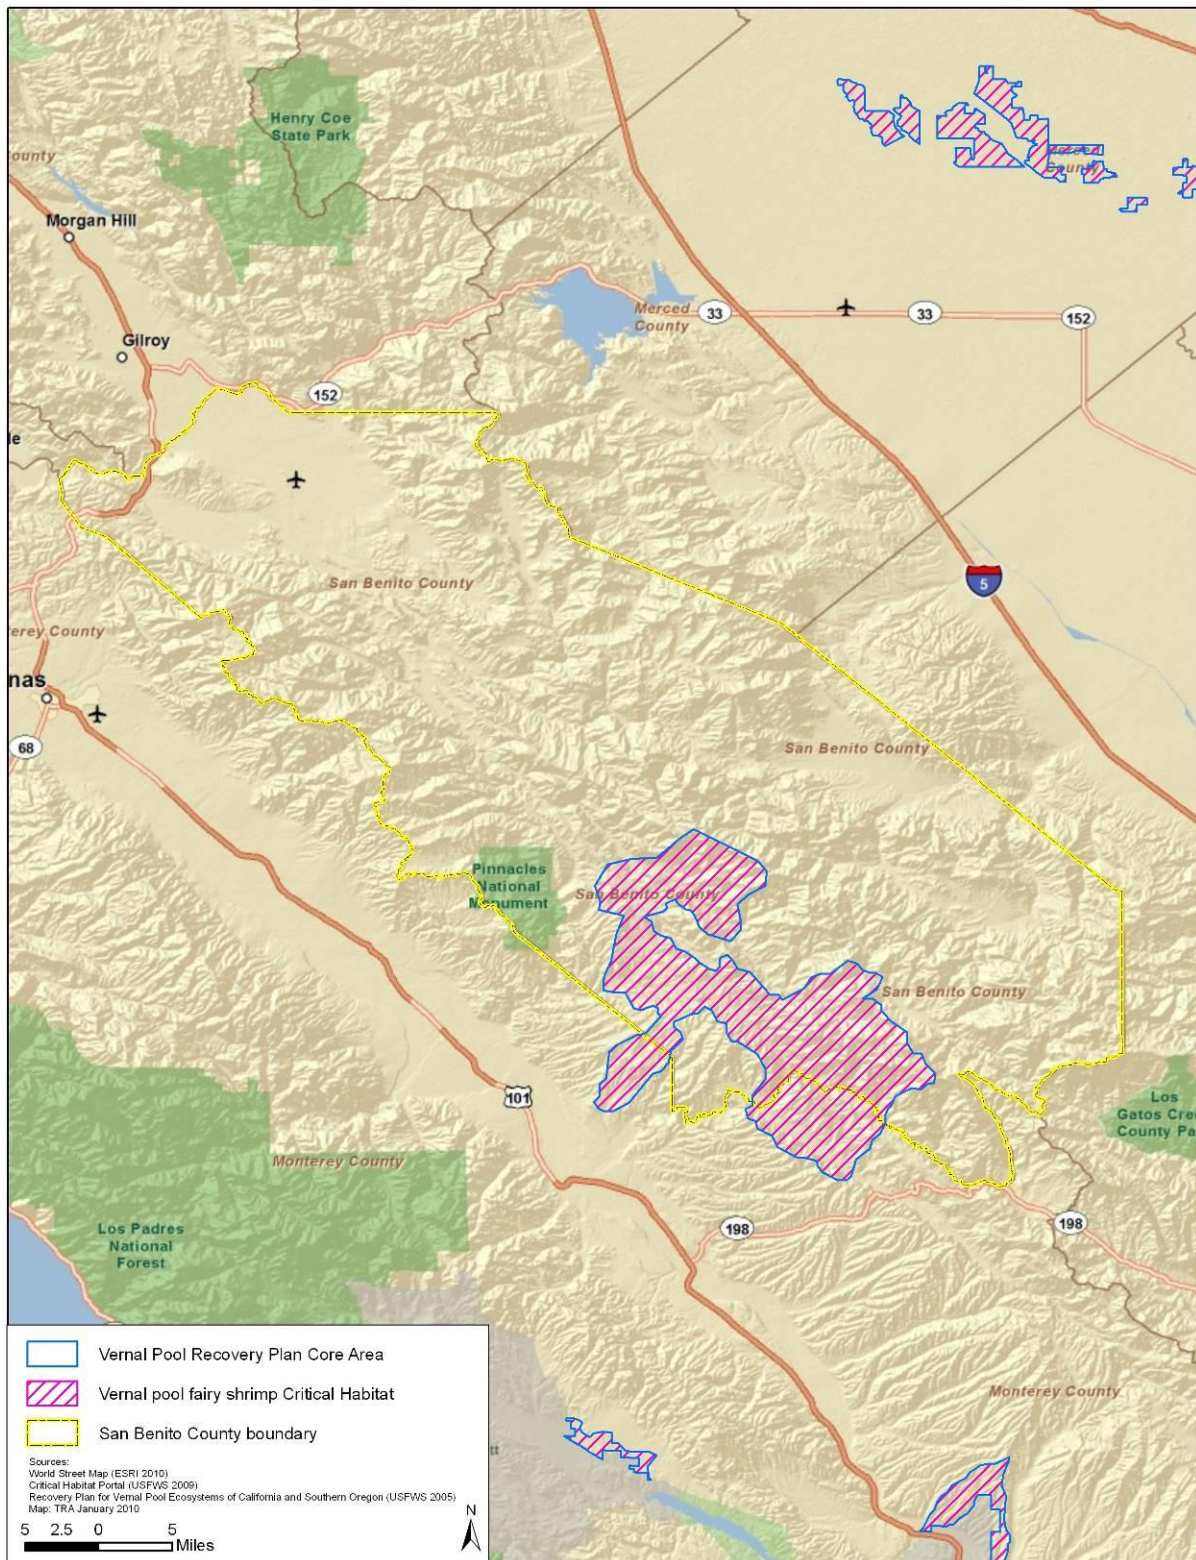 Henry Coe
State Park
County
Morgan Hill
Merced
County
Merced
County
33
33
152
Gilroy
152
San Benito County
5
erey County
nas
68
San Benito County
Pinnacles
National
Monument
San Benito County
San Benito County
101
Los
Gatos Cree
County Pa
Monterey County
Los Padres
National
Forest
198
198
Monterey County
tt
Vernal Pool Recovery Plan Core Area
Vernal pool fairy shrimp Critical Habitat
San Benito County boundary
Sources:
World Street Map (ESRI 2010)
Critical Habitat Portal (USFWS 2009)
Recovery Plan for Vernal Pool Ecosystems of California and Southern Oregon (USFWS 2005)
Map: TRA January 2010
N
5 2.5 0 5
Miles